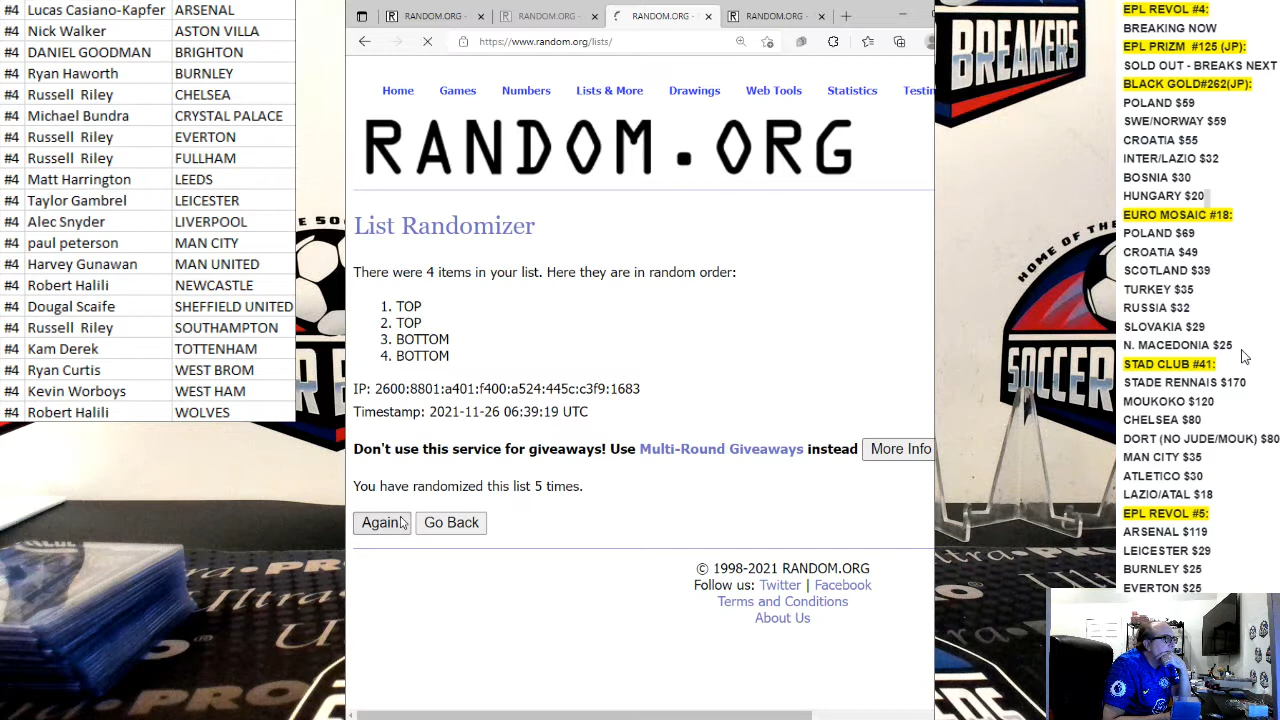 #4 Lucas Casiano-Kapfer ARSENAL
#4 Nick Walker ASTON VILLA
#4 DANIEL GOODMAN BRIGHTON
#4 Ryan Haworth BURNLEY
#4 Russell Riley CHELSEA
#4 Michael Bundra CRYSTAL PALACE
#4 Russell Riley EVERTON
#4 Russell Riley FULLHAM
#4 Matt Harrington LEEDS
#4 Taylor Gambrel LEICESTER
#4 Alec Snyder LIVERPOOL
#4 paul peterson MAN CITY
#4 Harvey Gunawan MAN UNITED
#4 Robert Halili NEWCASTLE
#4 Dougal Scaife SHEFFIELD UNITED
#4 Russell Riley SOUTHAMPTON
#4 Kam Derek TOTTENHAM
#4 Ryan Curtis WEST BROM
#4 Kevin Worboys WEST HAM
#4 Robert Halili WOLVES
RANDOM.ORG - RANDOM.ORG - RANDOM.ORG - RANDOM.ORG -
https://www.random.org/lists/
Home Games Numbers Lists & More Drawings Web Tools Statistics Testin
RANDOM.ORG
List Randomizer
There were 4 items in your list. Here they are in random order:
1. TOP
2. TOP
3. BOTTOM
4. BOTTOM
IP: 2600:8801:a401:f400:a524:445c:c3f9:1683
Timestamp: 2021-11-26 06:39:19 UTC
Don't use this service for giveaways! Use Multi-Round Giveaways instead More Info
You have randomized this list 5 times.
Again! Go Back
© 1998-2021 RANDOM.ORG
Follow us: Twitter | Facebook
Terms and Conditions
About Us
BREAKERS
HOME OF THE
SOCCER
EPL REVOL #4:
BREAKING NOW
EPL PRIZM #125 (JP):
SOLD OUT - BREAKS NEXT
BLACK GOLD#262(JP):
POLAND $59
SWE/NORWAY $59
CROATIA $55
INTER/LAZIO $32
BOSNIA $30
HUNGARY $20
EURO MOSAIC #18:
POLAND $69
CROATIA $49
SCOTLAND $39
TURKEY $35
RUSSIA $32
SLOVAKIA $29
N. MACEDONIA $25
STAD CLUB #41:
STADE RENNAIS $170
MOUKOKO $120
CHELSEA $80
DORT (NO JUDE/MOUK) $80
MAN CITY $35
ATLETICO $30
LAZIO/ATAL $18
EPL REVOL #5:
ARSENAL $119
LEICESTER $29
BURNLEY $25
EVERTON $25